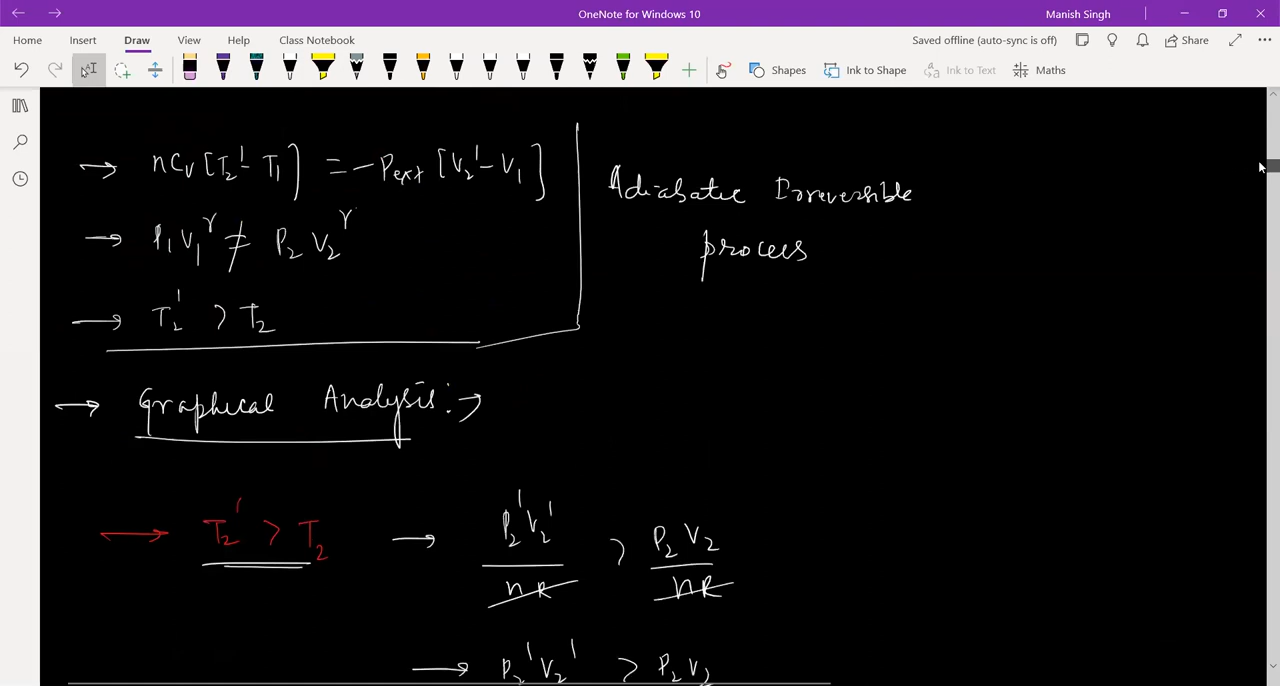 OneNote for Windows 10
Manish Singh
Home Insert Draw View Help Class Notebook
Saved offline (auto-sync is off)
Share
Shapes
Ink to Shape
Ink to Text
Maths
→ nCv [T₂' - T₁] = -Pext [V₂' - V₁]
→ P₁V₁^γ ≠ P₂V₂^γ
→ T₂' > T₂
Adiabatic Irreversible
process
→ Graphical Analysis:→
→ T₂' > T₂ → P₂'V₂' / nR > P₂V₂ / nR
→ P₂'V₂' > P₂V₂